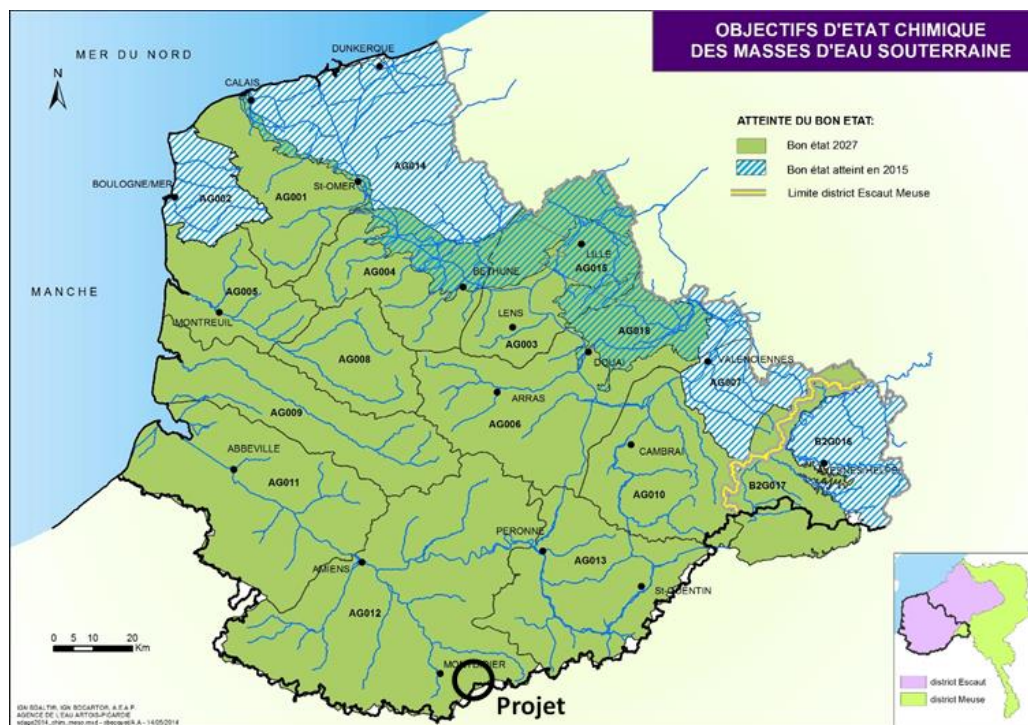 OBJECTIFS D'ETAT CHIMIQUE
DES MASSES D'EAU SOUTERRAINE
MER DU NORD
DUNKERQUE
N
CALAIS
ATTEINTE DU BON ETAT:
Bon état 2027
Bon état atteint en 2015
Limite district Escaut Meuse
AG014
BOULOGNE/MER
AG002
AG001
St-OMER
LILLE
AG015
AG004
BETHUNE
MANCHE
AG005
MONTREUIL
LENS
AG003
AG018
DOUAI
VALENCIENNES
AG007
AG008
ARRAS
AG006
AG009
B2G016
CAMBRAI
ABBEVILLE
AG011
AG010
B2G017
PERONNE
AG013
AMIENS
St-QUENTIN
AG012
0 5 10 20
Km
MONTDIDIER
Projet
district Escaut
district Meuse
AGENCE DE L'EAU ARTOIS-PICARDIE